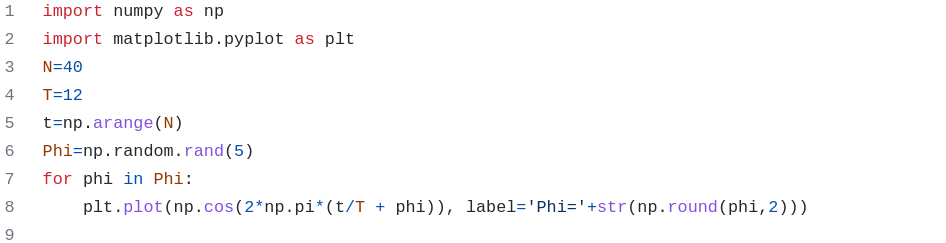 1 import numpy as np
2 import matplotlib.pyplot as plt
3 N=40
4 T=12
5 t=np.arange(N)
6 Phi=np.random.rand(5)
7 for phi in Phi:
8     plt.plot(np.cos(2*np.pi*(t/T + phi)), label='Phi='+str(np.round(phi,2)))
9